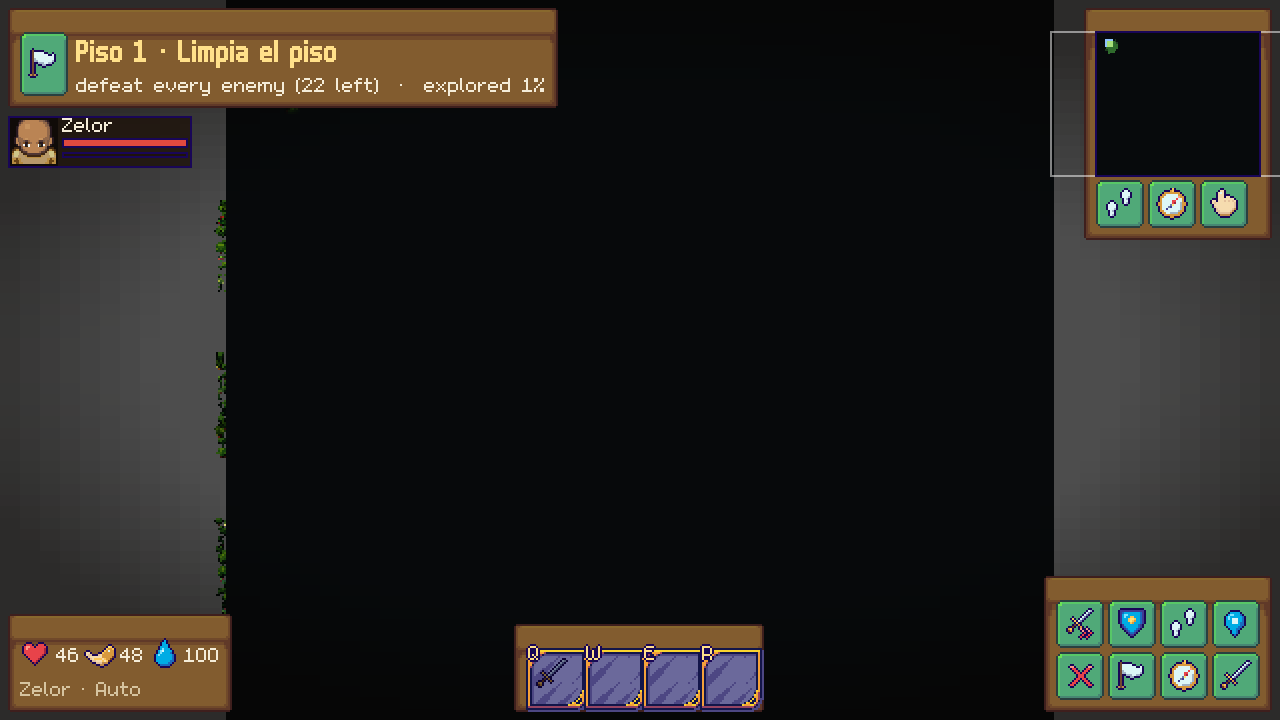 Piso 1 · Limpia el piso
defeat every enemy (22 left) · explored 1%
Zelor
46 48 100
Zelor · Auto
Q W E R